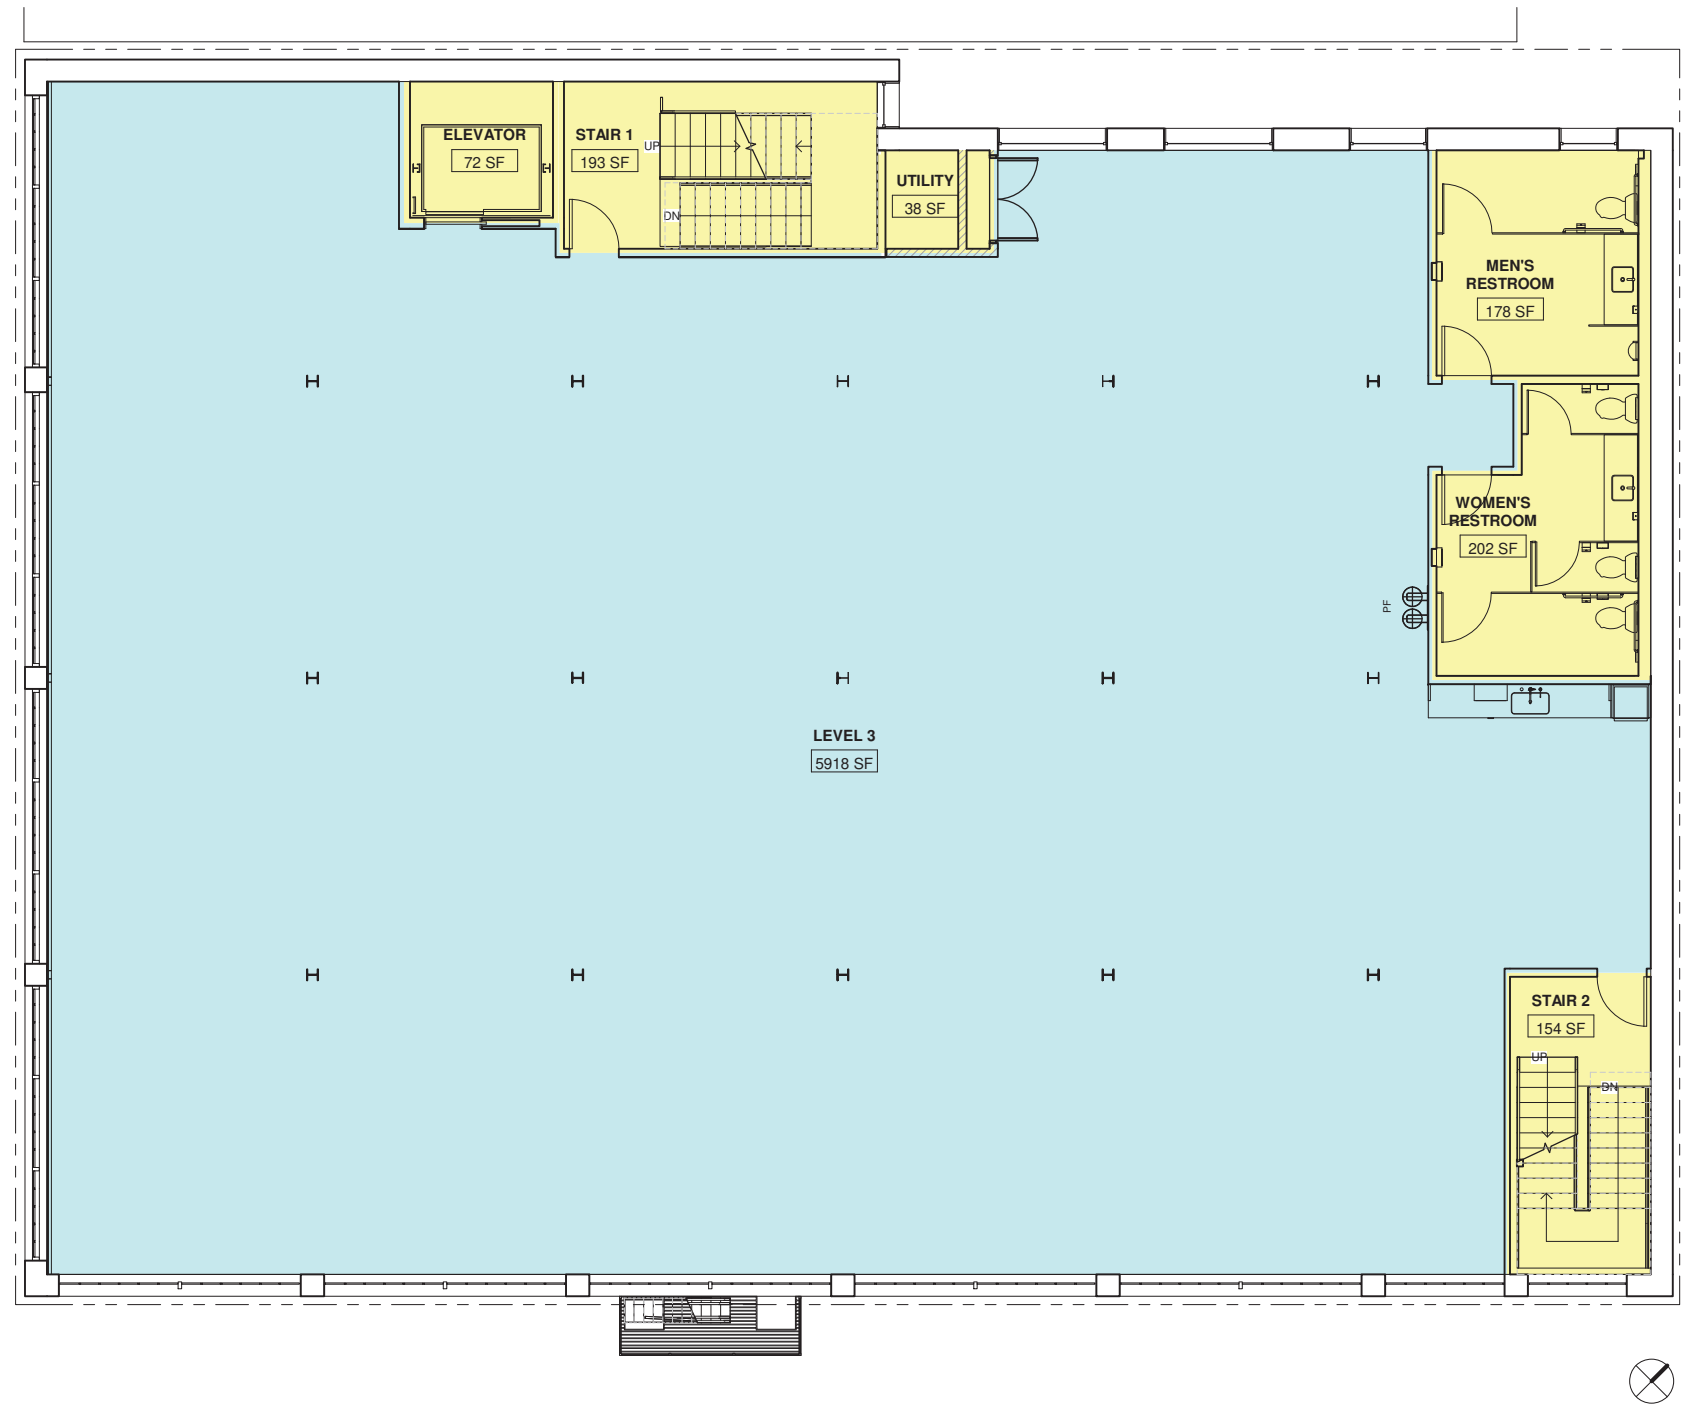 ELEVATOR
72 SF
STAIR 1
193 SF
UP
DN
UTILITY
38 SF
MEN'S
RESTROOM
178 SF
WOMEN'S
RESTROOM
202 SF
PF
LEVEL 3
5918 SF
STAIR 2
154 SF
UP
DN